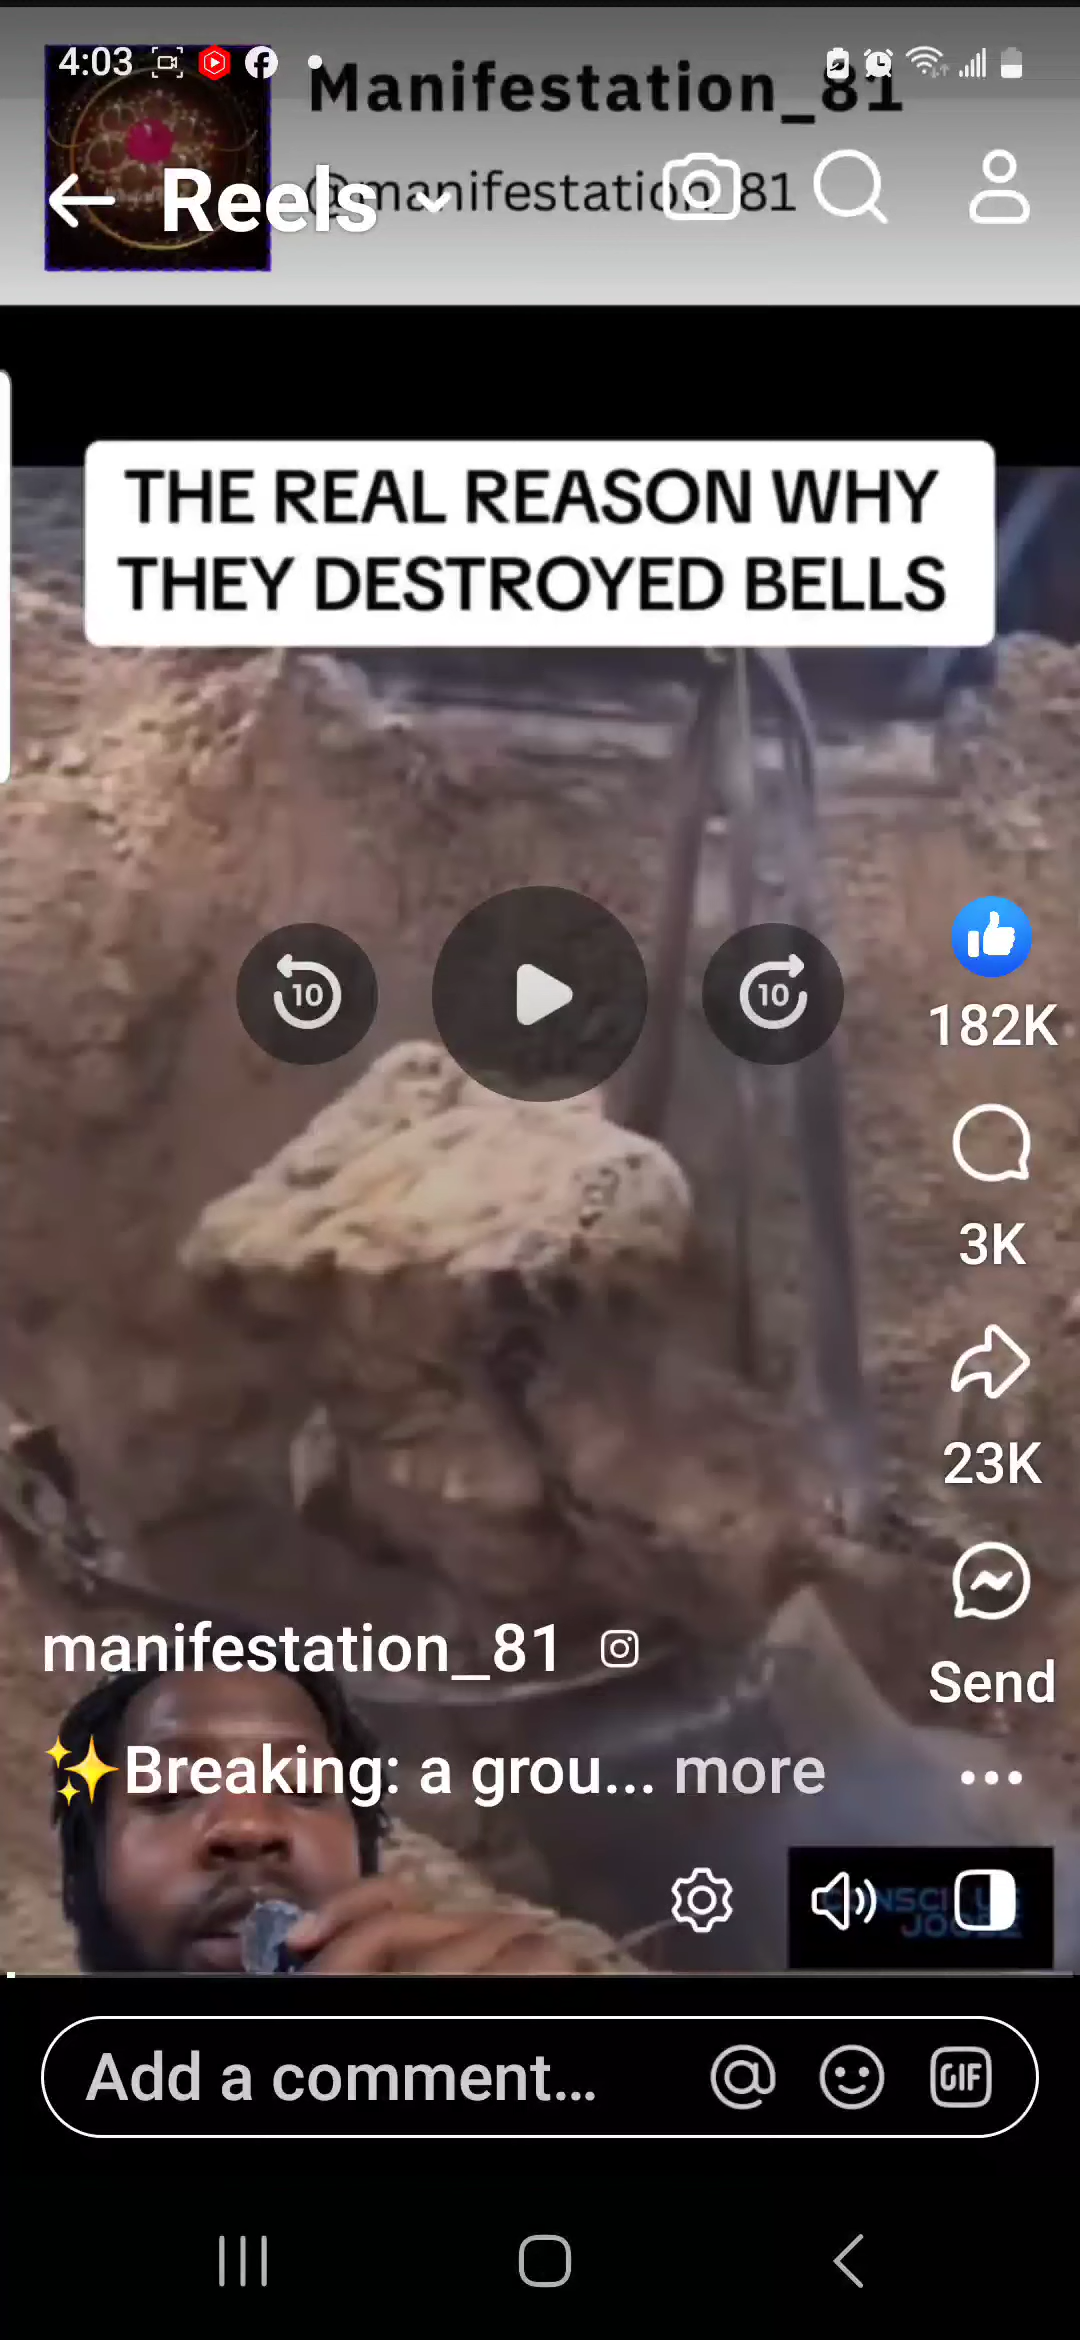 4:03
Manifestation_81
Reels
@manifestation_81
THE REAL REASON WHY
THEY DESTROYED BELLS
10
10
182K
3K
23K
manifestation_81
Send
✨Breaking: a grou... more
Add a comment...
GIF